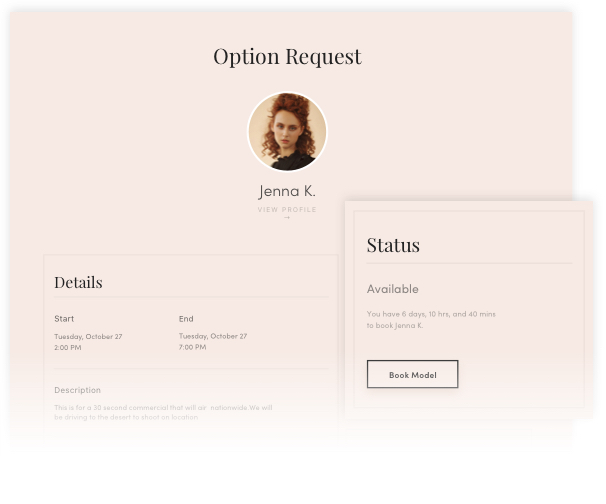 Option Request
Jenna K.
VIEW PROFILE
→
Details
Start
End
Tuesday, October 27
Tuesday, October 27
2:00 PM
7:00 PM
Description
This is for a 30 second commercial that will air nationwide We will
be driving to the desert to shoot on location.
Status
Available
You have 6 days, 10 hrs, and 40 mins
to book Jenna K.
Book Model